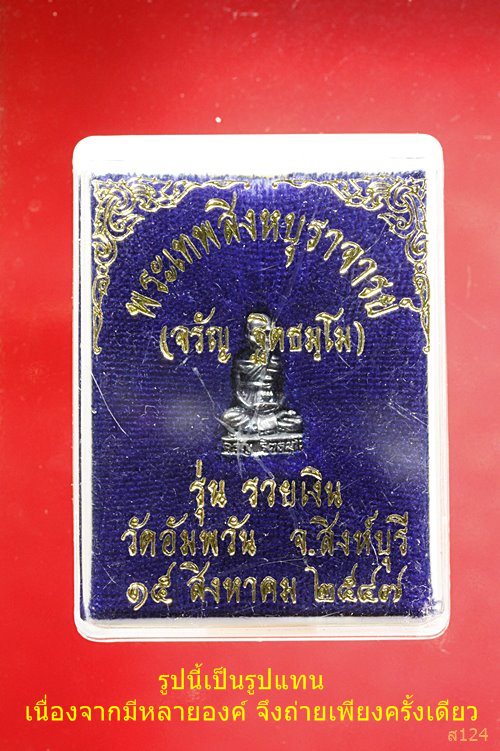 พระเทพสิงหบุราจารย์
(จรัญ ฐิตธมฺโม)
รุ่น รวยเงิน
วัดอัมพวัน จ.สิงห์บุรี
๑๕ สิงหาคม ๒๕๔๗
รูปนี้เป็นรูปแทน
เนื่องจากมีหลายองค์ จึงถ่ายเพียงครั้งเดียว
ส124